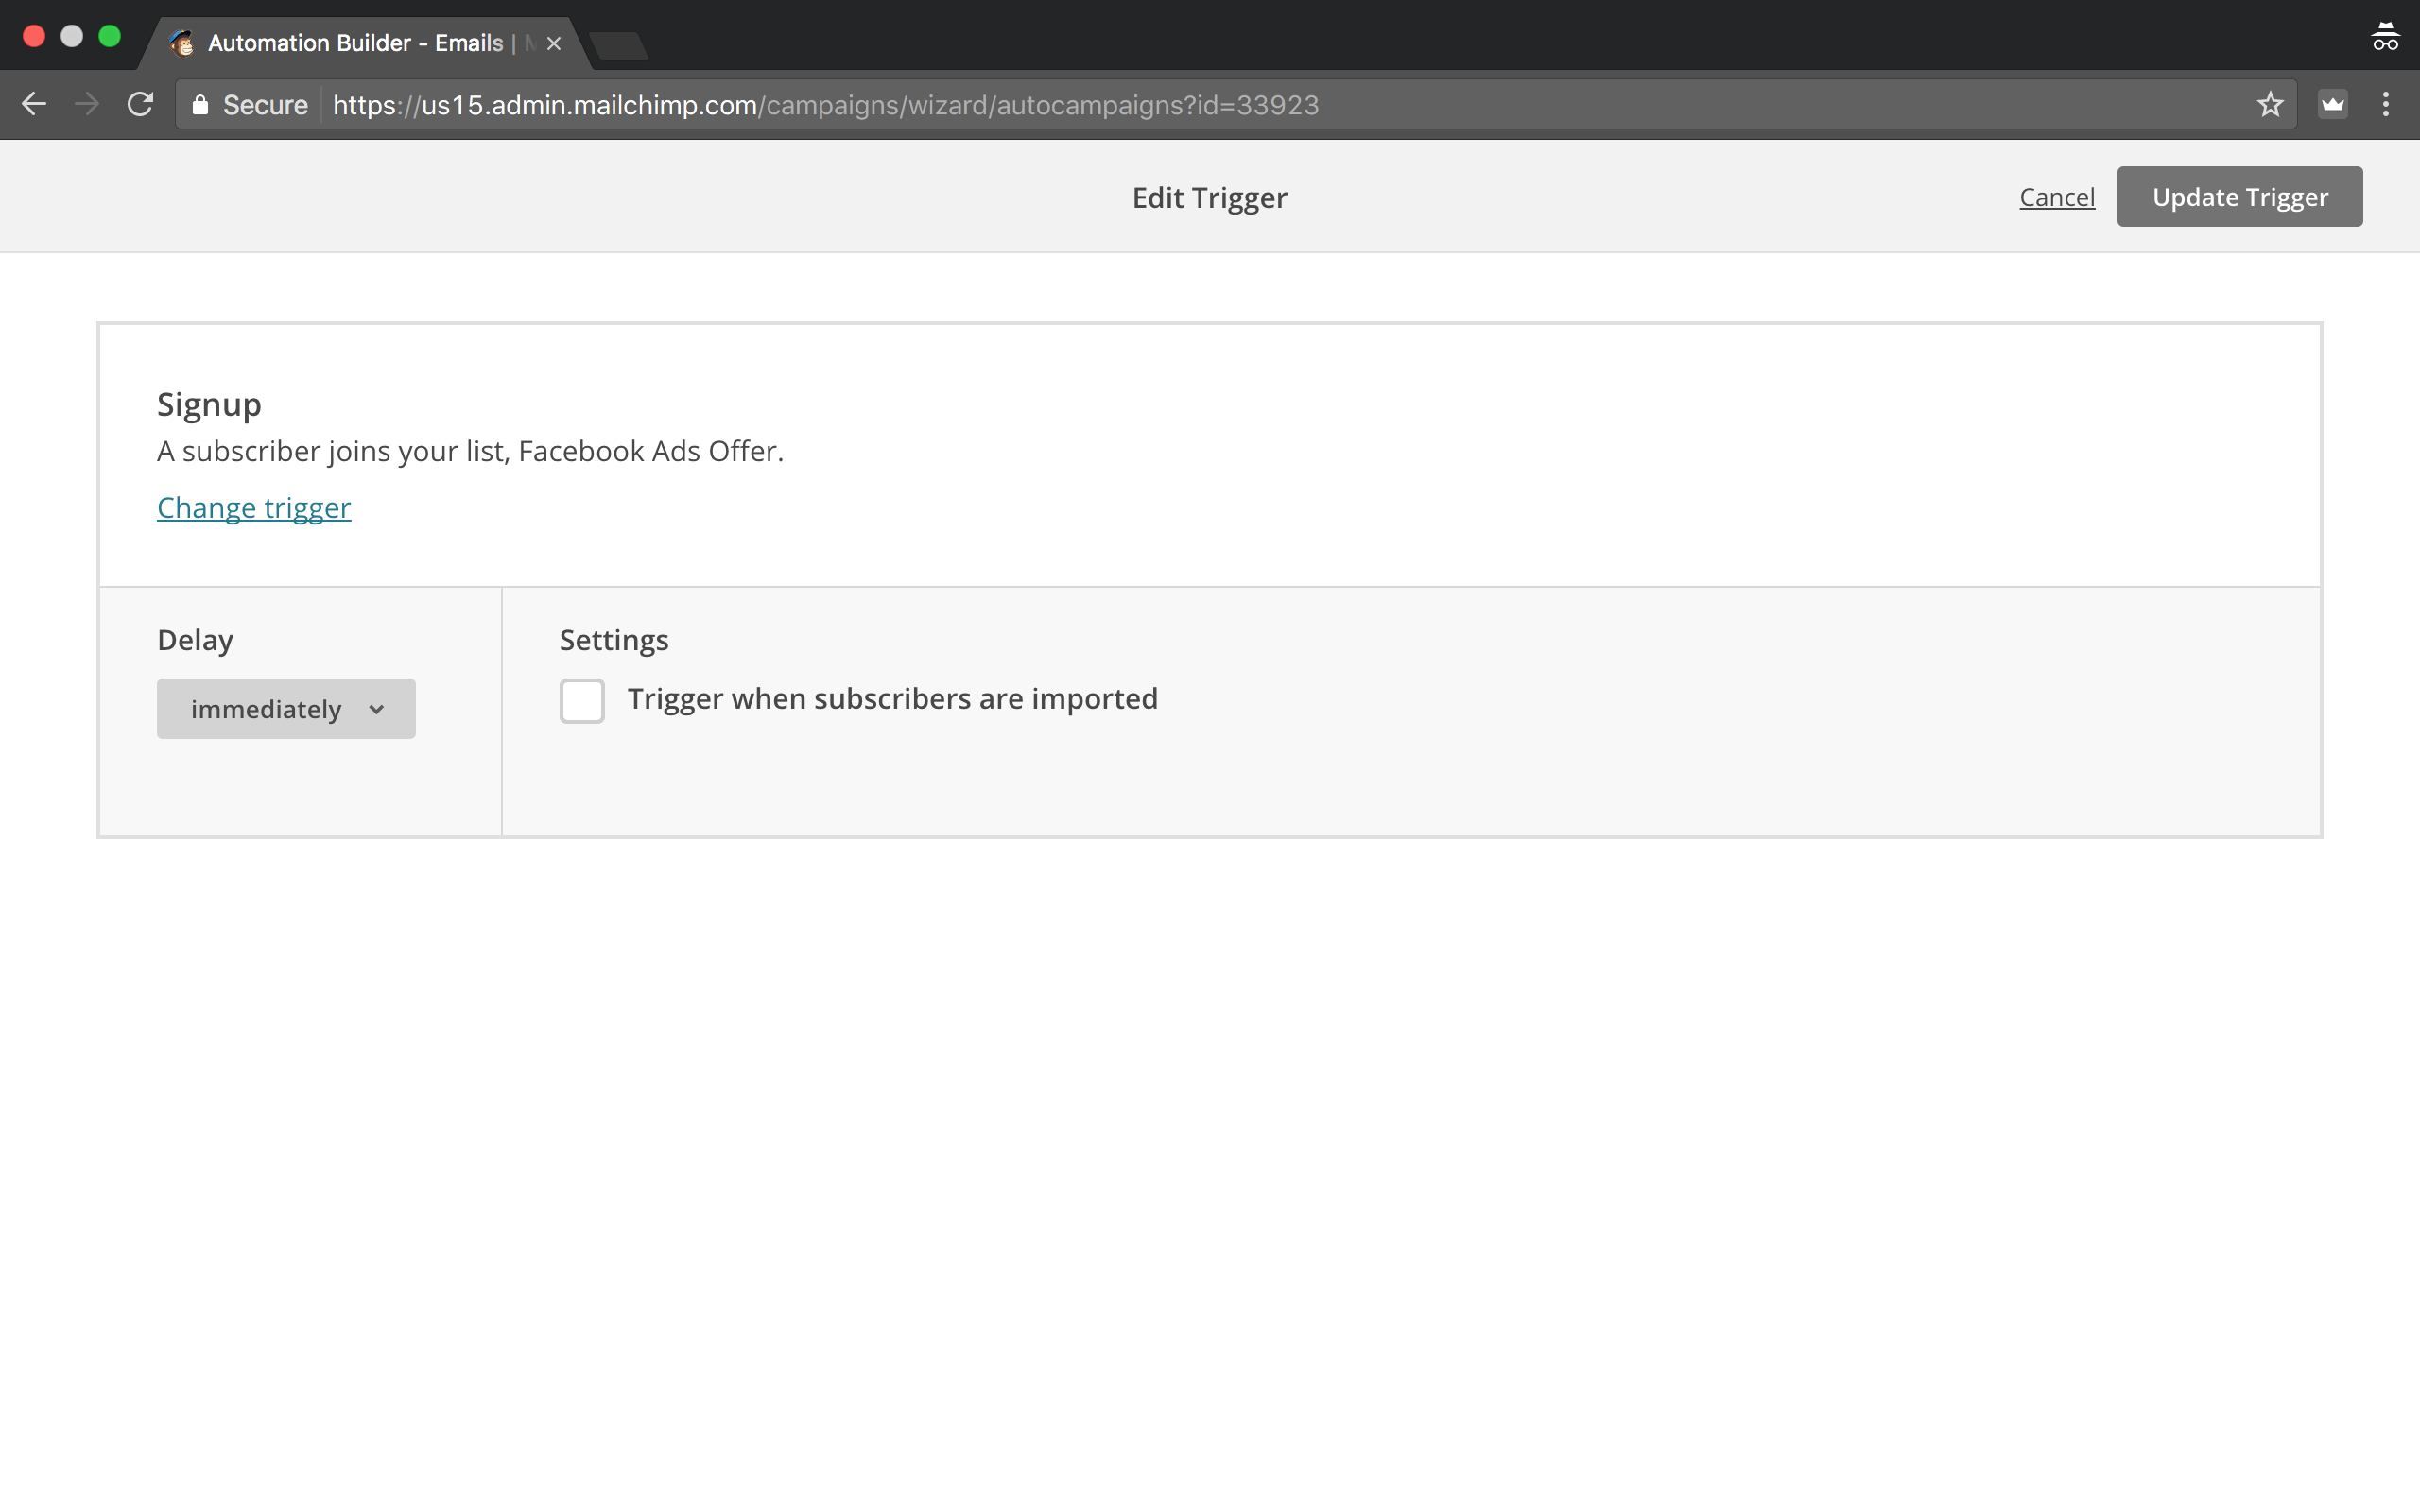 Automation Builder - Emails |
Secure https://us15.admin.mailchimp.com/campaigns/wizard/autocampaigns?id=33923
Edit Trigger
Cancel
Update Trigger
Signup
A subscriber joins your list, Facebook Ads Offer.
Change trigger
Delay
immediately
Settings
Trigger when subscribers are imported